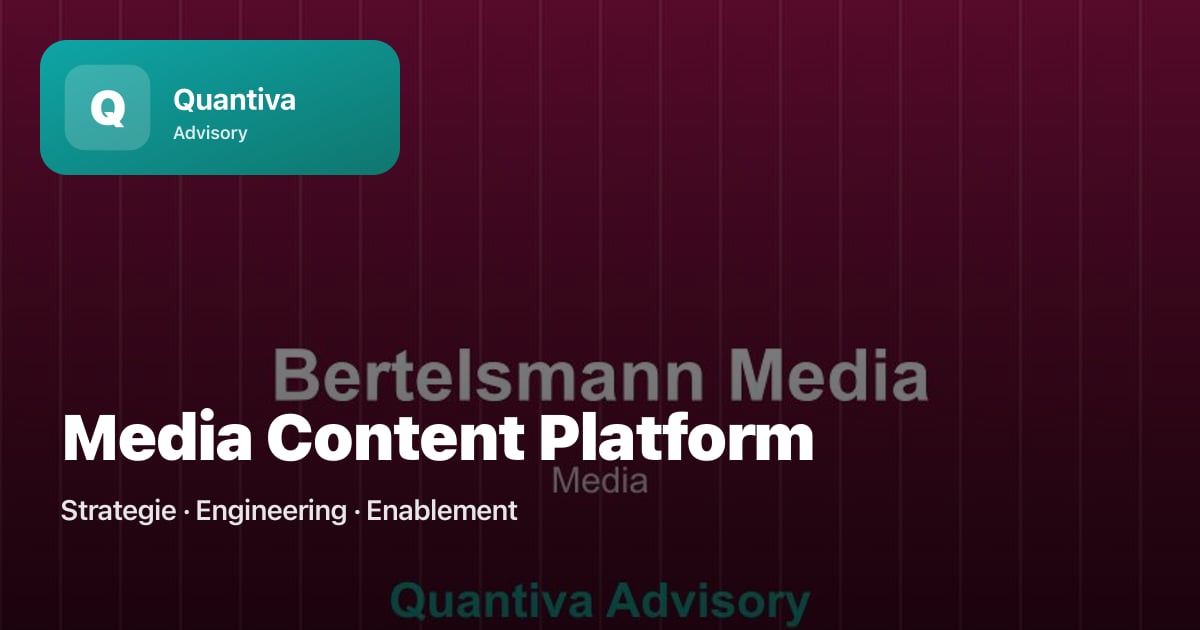 Q
Quantiva
Advisory
Bertelsmann Media
Media Content Platform
Media
Strategie · Engineering · Enablement
Quantiva Advisory